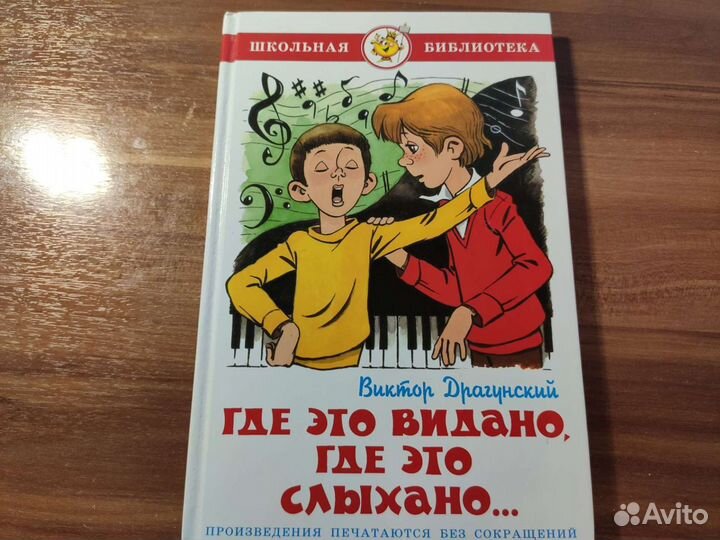 ШКОЛЬНАЯ БИБЛИОТЕКА
Виктор Драгунский
ГДЕ ЭТО ВИДАНО,
ГДЕ ЭТО
СЛЫХАНО...
ПРОИЗВЕДЕНИЯ ПЕЧАТАЮТСЯ БЕЗ СОКРАЩЕНИЙ
Avito